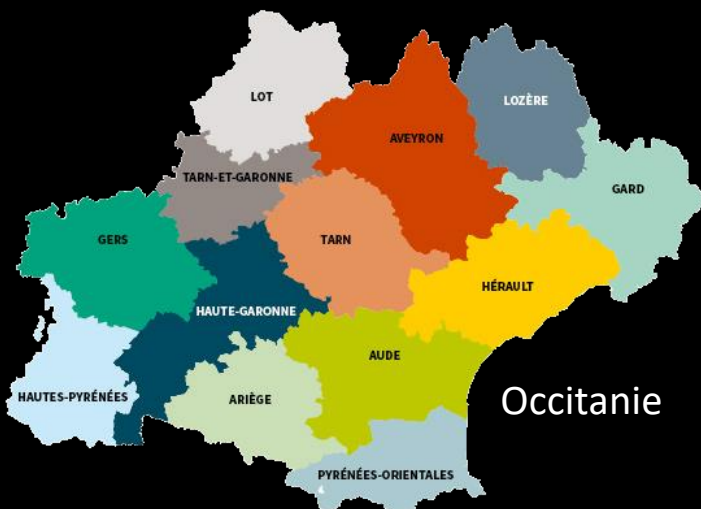 LOT
LOZÈRE
AVEYRON
TARN-ET-GARONNE
GARD
GERS
TARN
HÉRAULT
HAUTE-GARONNE
AUDE
HAUTES-PYRÉNÉES
ARIÈGE
Occitanie
PYRÉNÉES-ORIENTALES
4